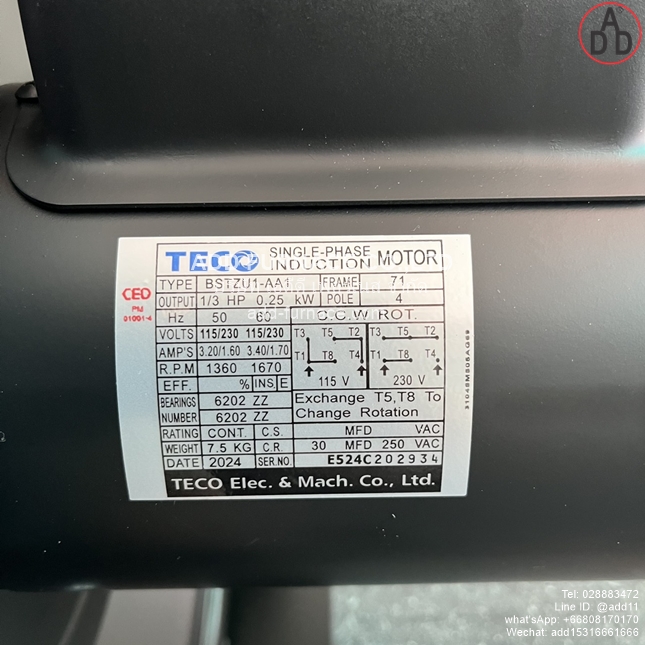 ADD
TECO SINGLE-PHASE INDUCTION MOTOR
TYPE BSTZU1-AA1 FRAME 71
OUTPUT 1/3 HP 0.25 kW POLE 4
Hz 50 60 C.C.W ROT.
VOLTS 115/230 115/230
AMP'S 3.20/1.60 3.40/1.70
R.P.M 1360 1670
EFF. % INS. E
T3 T5 T2 T3 T5 T2
T1 T8 T4 T1 T8 T4
115 V 230 V
BEARINGS 6202 ZZ
NUMBER 6202 ZZ
Exchange T5,T8 To
Change Rotation
RATING CONT. C.S. MFD VAC
WEIGHT 7.5 KG C.R. 30 MFD 250 VAC
DATE 2024 SER.NO E524C202934
TECO Elec. & Mach. Co., Ltd.
CEO
PM
01001-4
Tel: 028883472
Line ID: @add11
whatsApp: +66808170170
Wechat: add15316661666